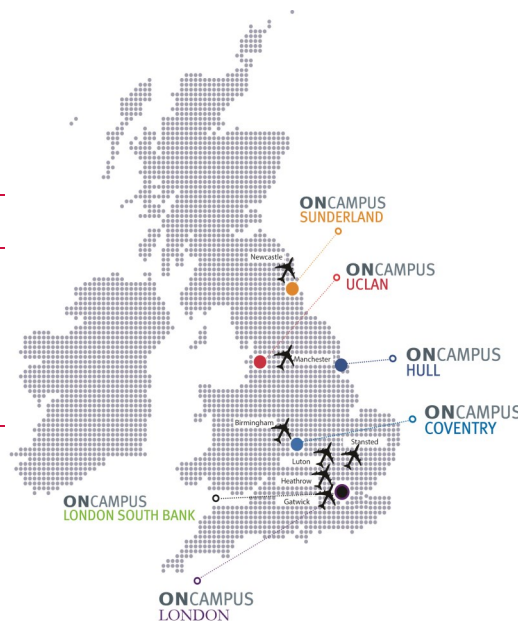 ONCAMPUS
SUNDERLAND
Newcastle
ONCAMPUS
UCLAN
ONCAMPUS
HULL
Manchester
ONCAMPUS
COVENTRY
Birmingham
Stansted
Luton
Heathrow
Gatwick
ONCAMPUS
LONDON SOUTH BANK
ONCAMPUS
LONDON